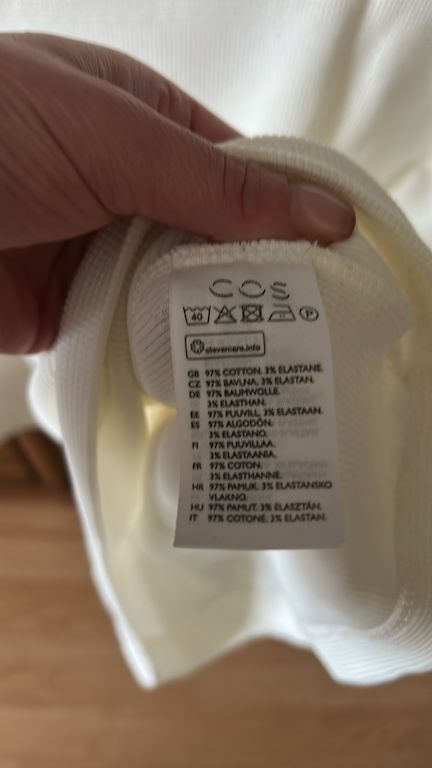 COS
40 P
clevercare.info
GB 97% COTTON, 3% ELASTANE.
CZ 97% BAVLNA, 3% ELASTAN.
DE 97% BAUMWOLLE.
3% ELASTHAN.
EE 97% PUUVILL, 3% ELASTAAN.
ES 97% ALGODÓN.
3% ELASTANO.
FI 97% PUUVILLAA.
3% ELASTAANIA.
FR 97% COTON.
3% ELASTHANNE.
HR 97% PAMUK, 3% ELASTANSKO
VLAKNO.
HU 97% PAMUT, 3% ELASZTÁN.
IT 97% COTONE, 3% ELASTAN.